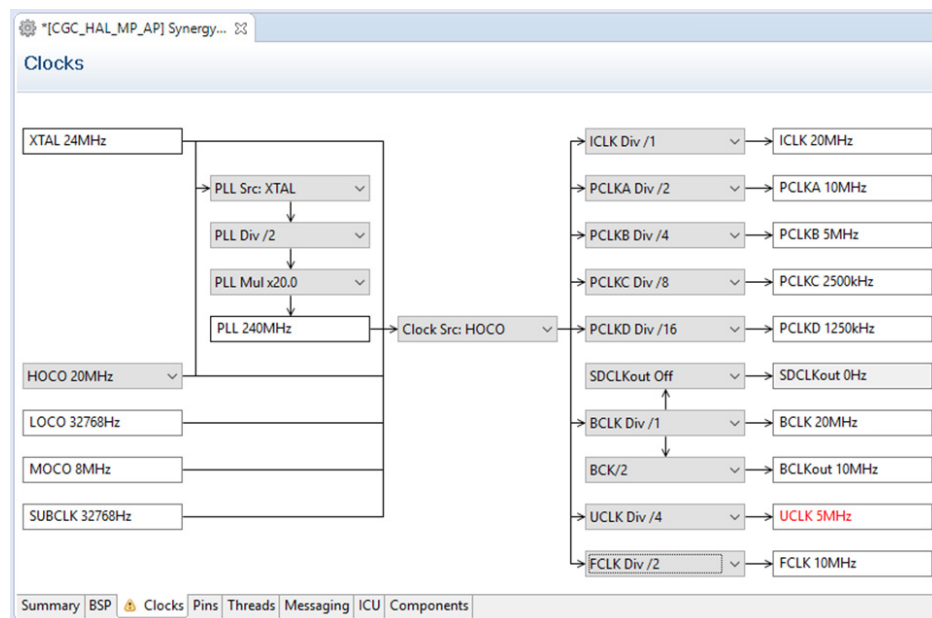 *[CGC_HAL_MP_AP] Synergy...
Clocks
XTAL 24MHz
PLL Src: XTAL
PLL Div /2
PLL Mul x20.0
PLL 240MHz
HOCO 20MHz
LOCO 32768Hz
MOCO 8MHz
SUBCLK 32768Hz
Clock Src: HOCO
ICLK Div /1
ICLK 20MHz
PCLKA Div /2
PCLKA 10MHz
PCLKB Div /4
PCLKB 5MHz
PCLKC Div /8
PCLKC 2500kHz
PCLKD Div /16
PCLKD 1250kHz
SDCLKout Off
SDCLKout 0Hz
BCLK Div /1
BCLK 20MHz
BCK/2
BCLKout 10MHz
UCLK Div /4
UCLK 5MHz
FCLK Div /2
FCLK 10MHz
Summary BSP Clocks Pins Threads Messaging ICU Components